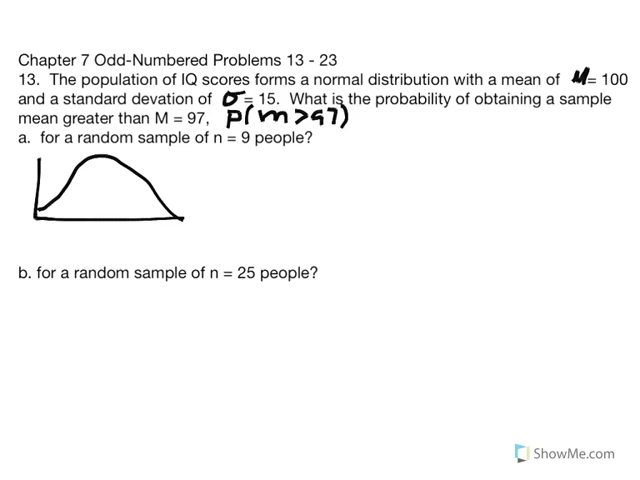 Chapter 7 Odd-Numbered Problems 13 - 23
13. The population of IQ scores forms a normal distribution with a mean of M = 100
and a standard devation of σ = 15. What is the probability of obtaining a sample
mean greater than M = 97, p(m>97)
a. for a random sample of n = 9 people?
b. for a random sample of n = 25 people?
ShowMe.com